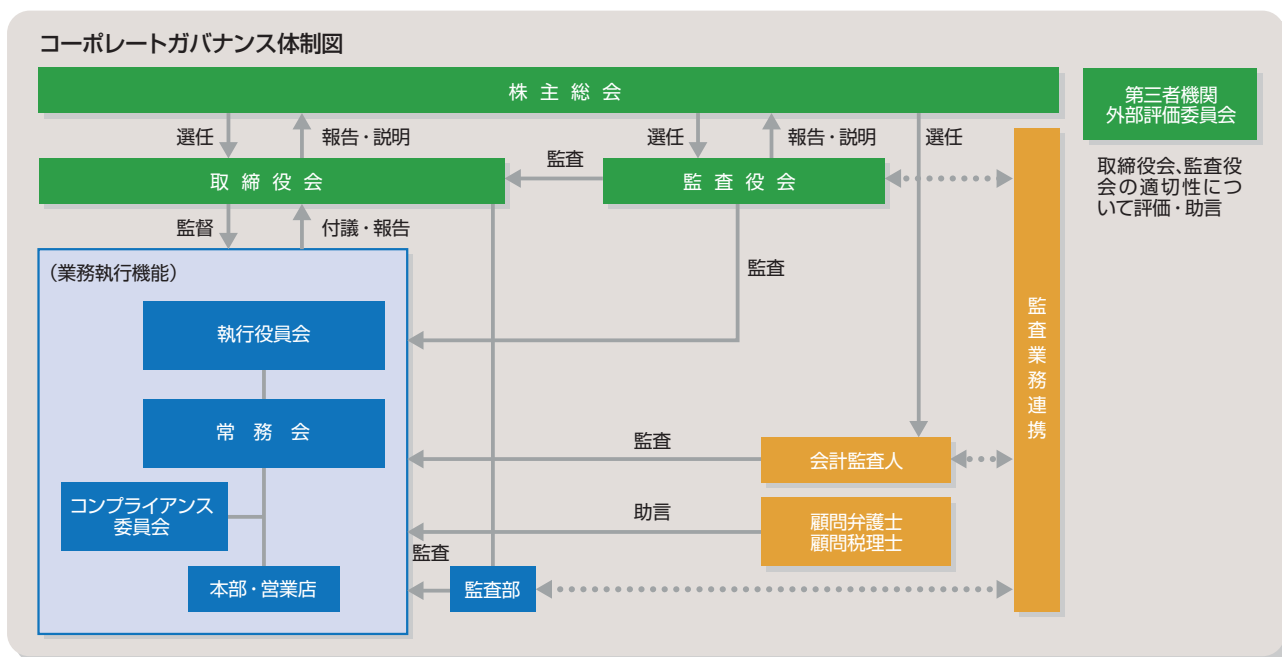 コーポレートガバナンス体制図
株主総会
第三者機関
外部評価委員会
選任
報告・説明
選任
報告・説明
選任
取締役会
監査
監査役会
取締役会、監査役
会の適切性につ
いて評価・助言
監督
付議・報告
(業務執行機能)
監査
執行役員会
監査業務連携
常務会
監査
会計監査人
コンプライアンス
委員会
助言
顧問弁護士
顧問税理士
監査
本部・営業店
監査部